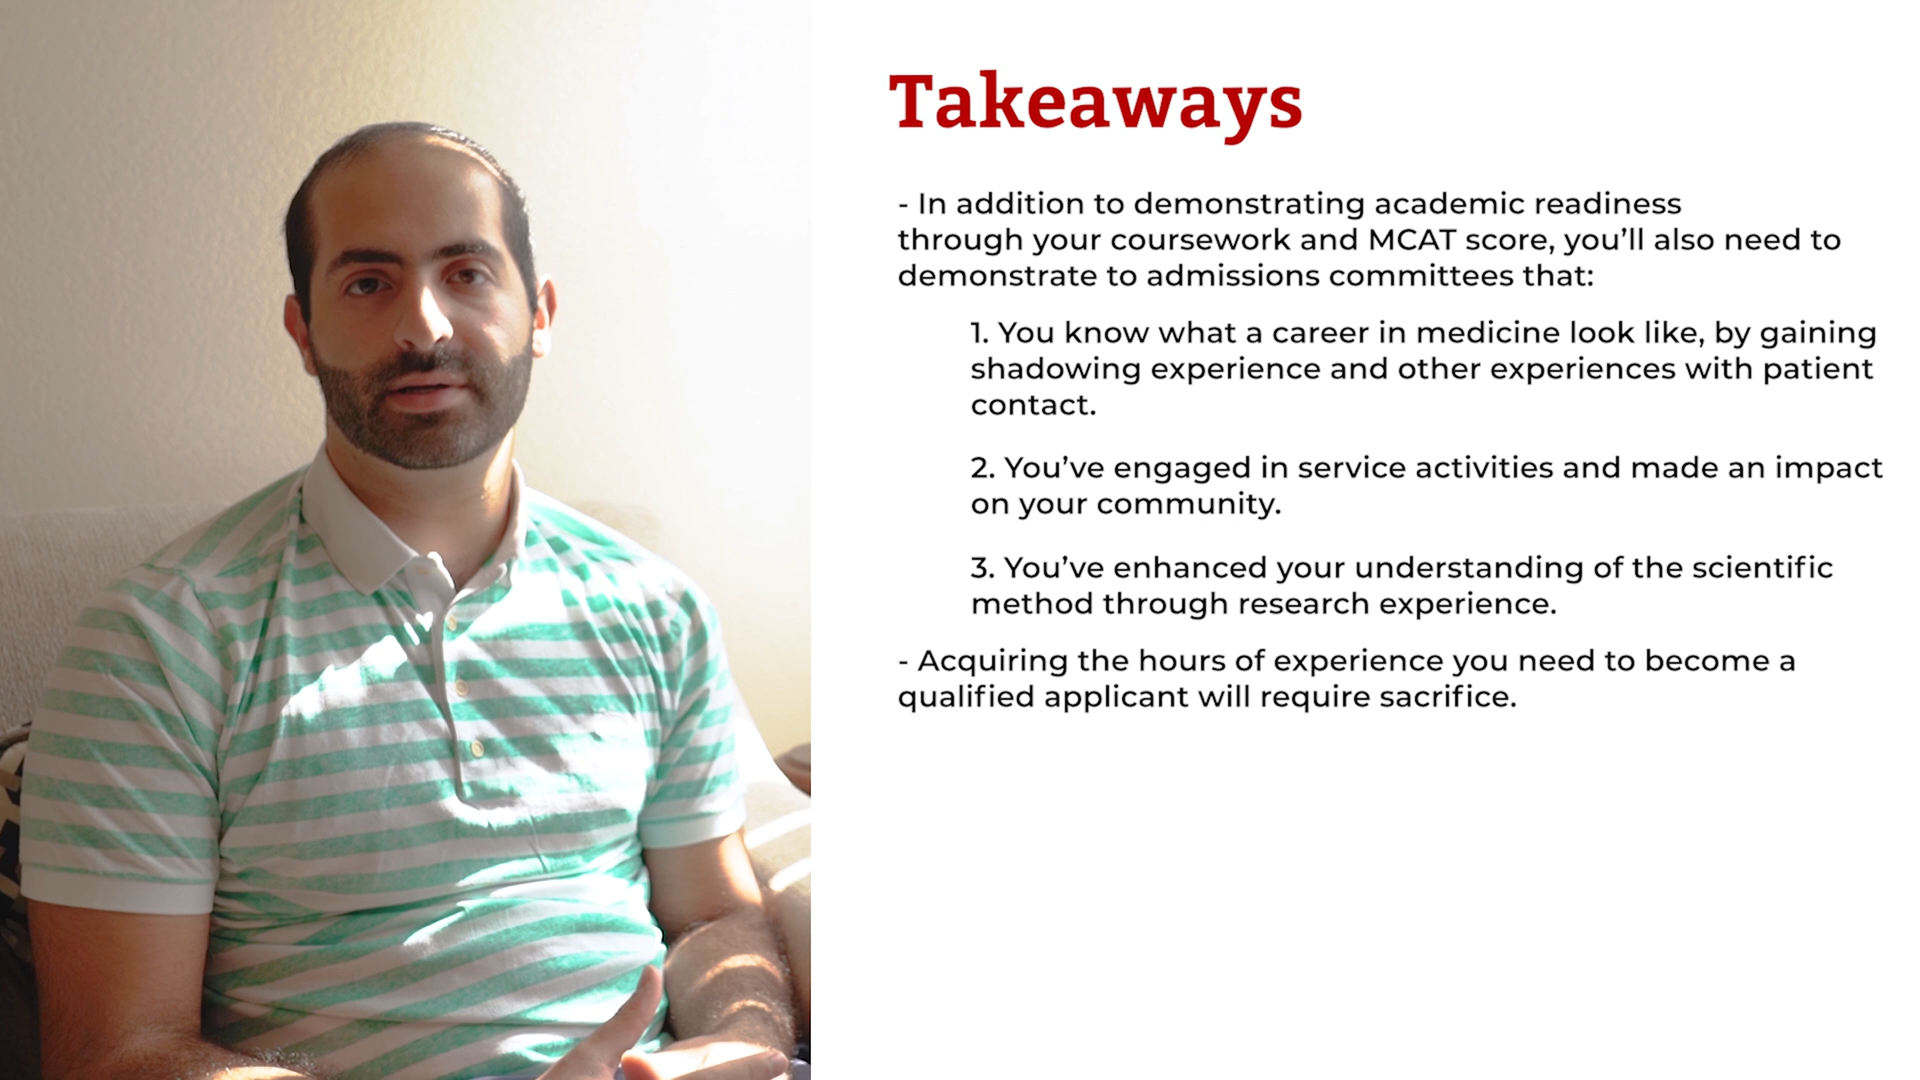 Takeaways
- In addition to demonstrating academic readiness
through your coursework and MCAT score, you’ll also need to
demonstrate to admissions committees that:
1. You know what a career in medicine look like, by gaining
shadowing experience and other experiences with patient
contact.
2. You’ve engaged in service activities and made an impact
on your community.
3. You’ve enhanced your understanding of the scientific
method through research experience.
- Acquiring the hours of experience you need to become a
qualified applicant will require sacrifice.